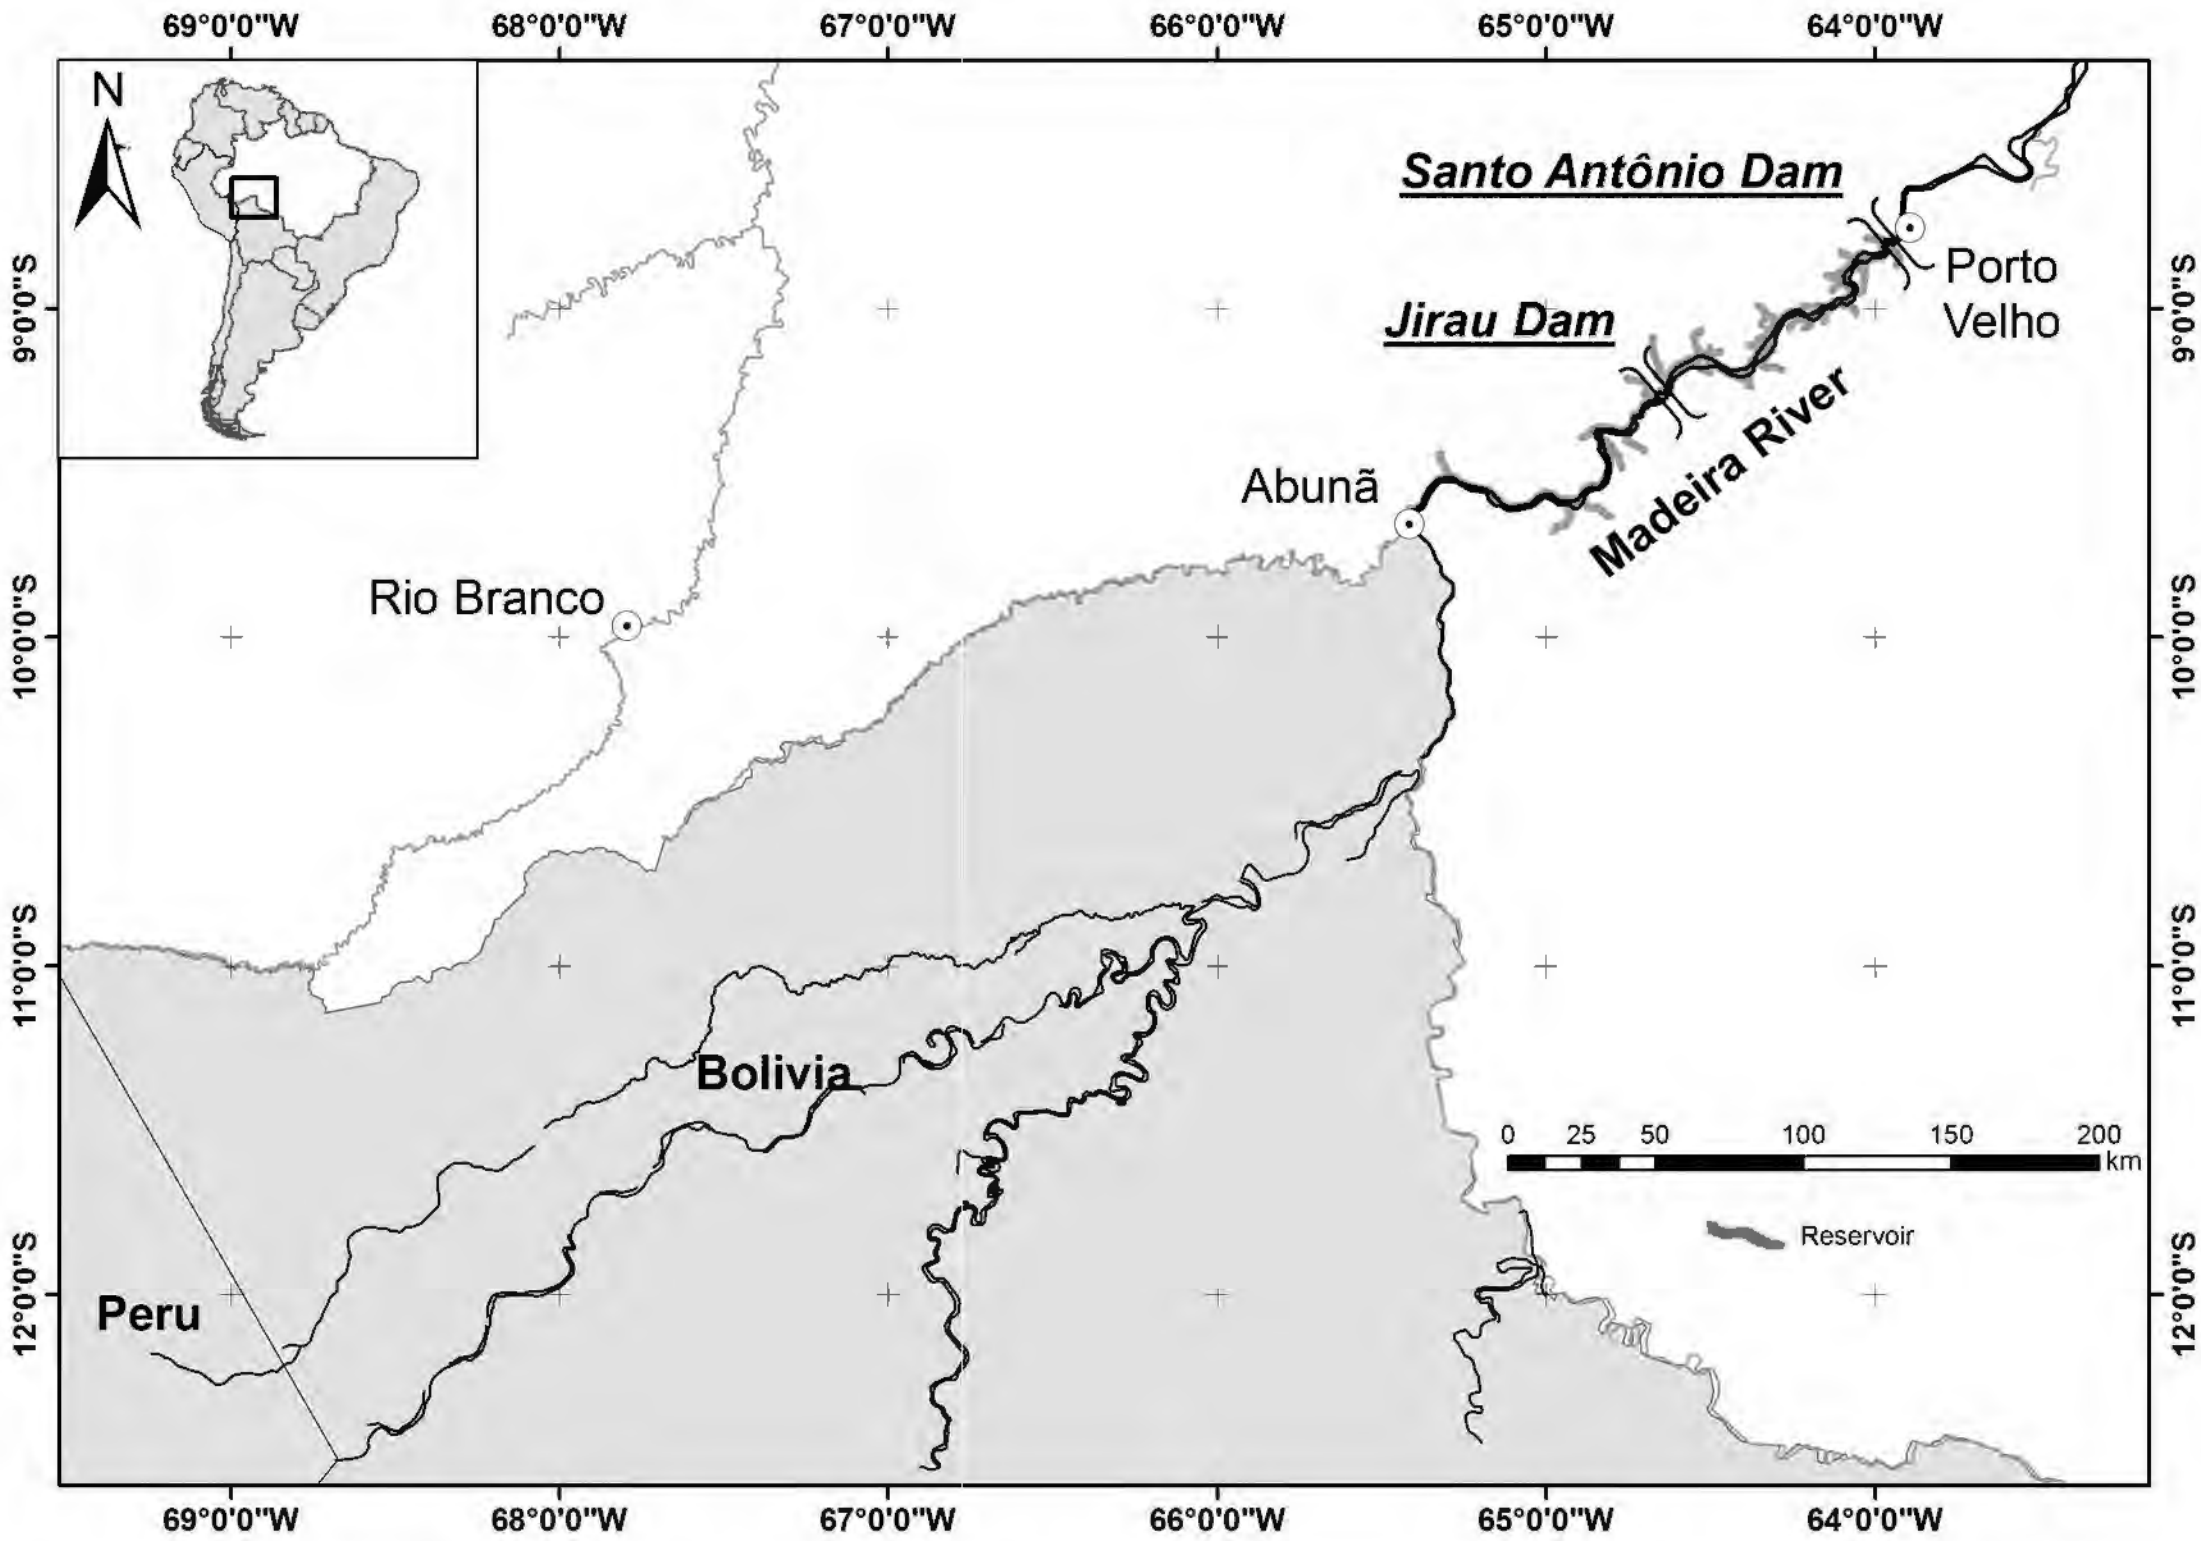 69°0'0"W 68°0'0"W 67°0'0"W 66°0'0"W 65°0'0"W 64°0'0"W
N
Santo Antônio Dam
Porto
Velho
Jirau Dam
Madeira River
Abunã
Rio Branco
Bolivia
Peru
0 25 50 100 150 200
km
Reservoir
9°0'0"S 9°0'0"S
10°0'0"S 10°0'0"S
11°0'0"S 11°0'0"S
12°0'0"S 12°0'0"S
69°0'0"W 68°0'0"W 67°0'0"W 66°0'0"W 65°0'0"W 64°0'0"W